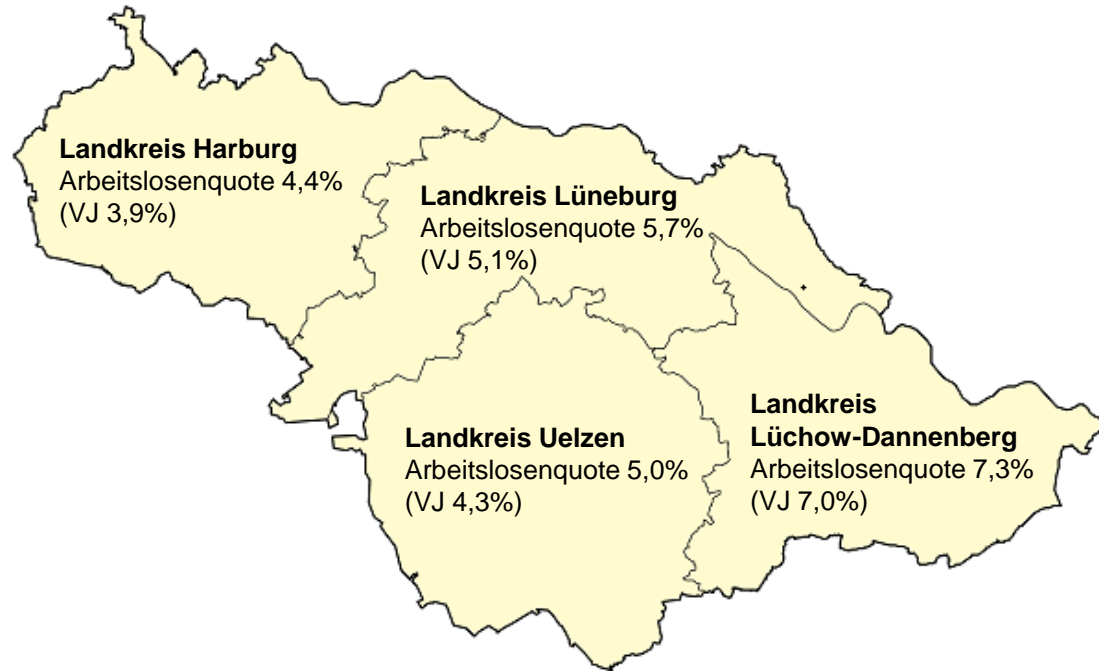 Landkreis Harburg
Arbeitslosenquote 4,4%
(VJ 3,9%)
Landkreis Lüneburg
Arbeitslosenquote 5,7%
(VJ 5,1%)
Landkreis Uelzen
Arbeitslosenquote 5,0%
(VJ 4,3%)
Landkreis
Lüchow-Dannenberg
Arbeitslosenquote 7,3%
(VJ 7,0%)